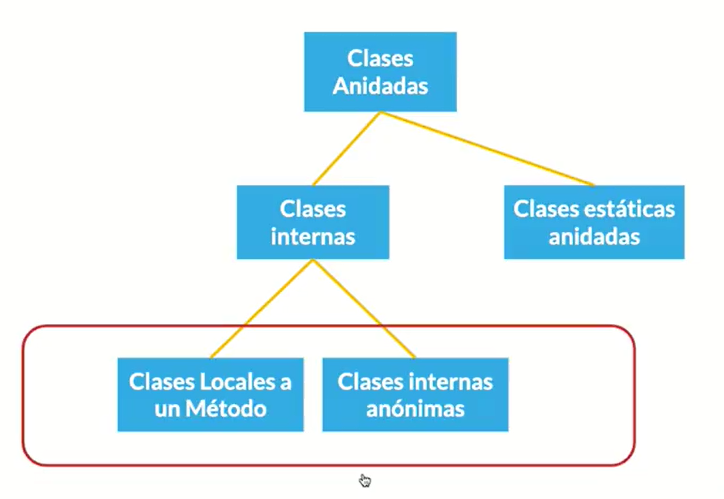 Clases
Anidadas
Clases
internas
Clases estáticas
anidadas
Clases Locales a
un Método
Clases internas
anónimas